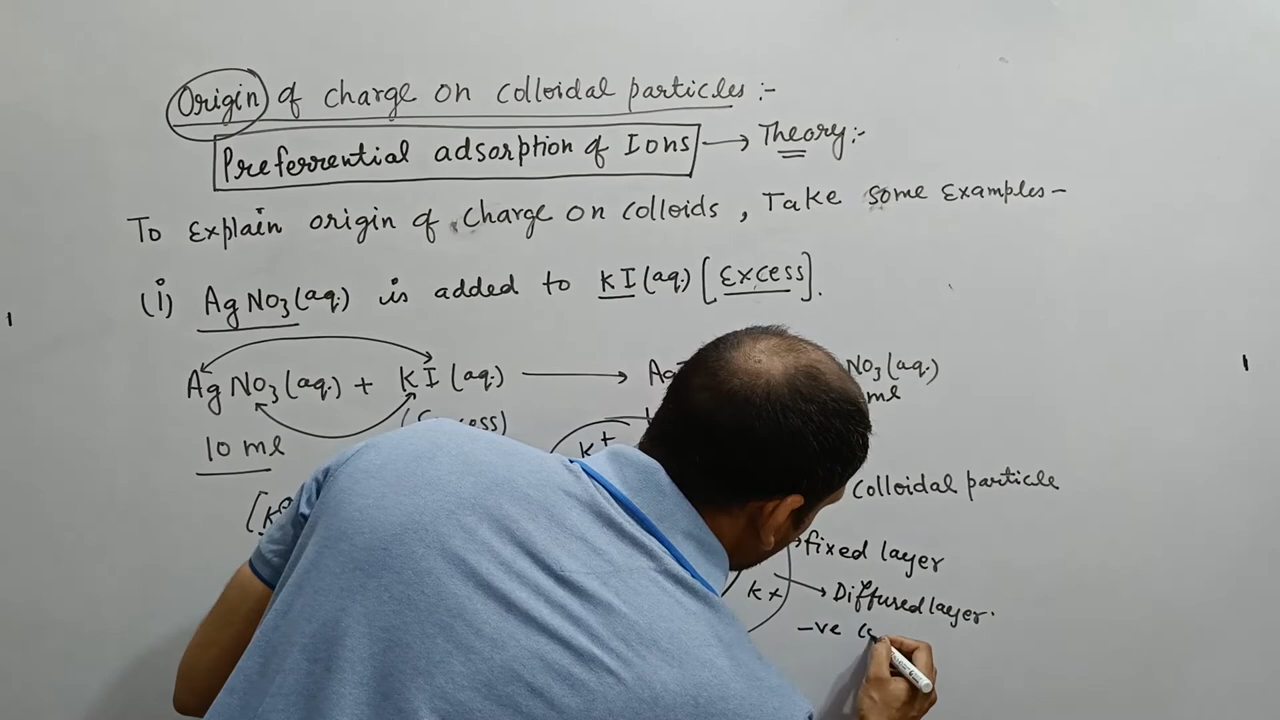 Origin of charge on colloidal particles :-
Preferrential adsorption of Ions → Theory :-
To Explain origin of charge on colloids, Take some Examples -
(i) AgNO3(aq.) is added to KI(aq.) [Excess].
AgNO3(aq.) + KI(aq.) → NO3(aq.)
10 ml ml
K+
colloidal particle
fixed layer
K+ → Diffused layer.
-ve